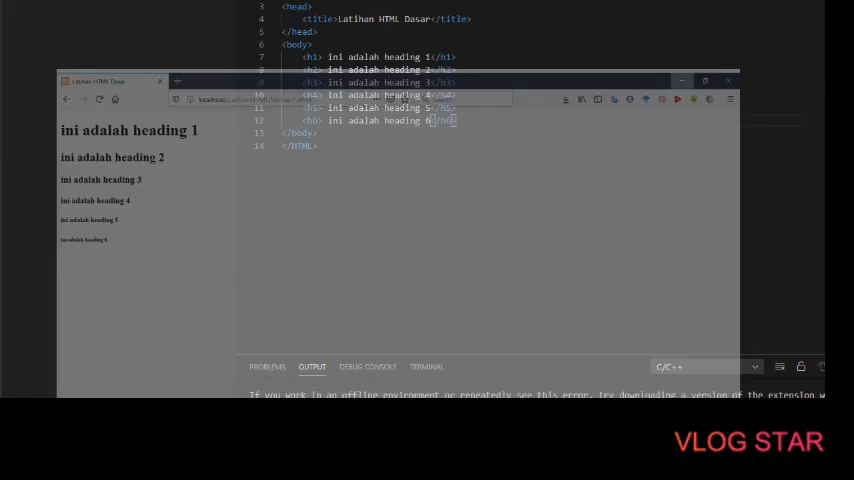 3 <head>
4 <title>Latihan HTML Dasar</title>
5 </head>
6 <body>
7 <h1> ini adalah heading 1</h1>
8 <h2> ini adalah heading 2</h2>
9 <h3> ini adalah heading 3</h3>
10 <h4> ini adalah heading 4</h4>
11 <h5> ini adalah heading 5</h5>
12 <h6> ini adalah heading 6</h6>
13 </body>
14 </HTML>
Latihan HTML Dasar
ini adalah heading 1
ini adalah heading 2
ini adalah heading 3
ini adalah heading 4
ini adalah heading 5
ini adalah heading 6
PROBLEMS OUTPUT DEBUG CONSOLE TERMINAL C/C++
If you work in an offline environment or repeatedly see this error, try downloading a version of the extension w
VLOG STAR